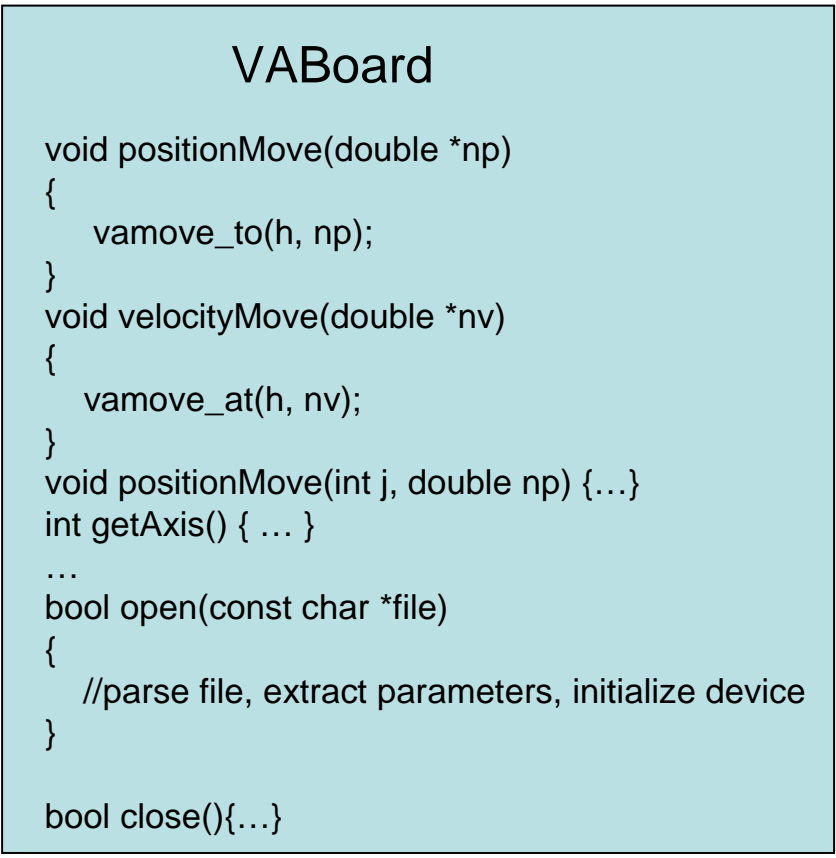 VABoard
void positionMove(double *np)
{
vamove_to(h, np);
}
void velocityMove(double *nv)
{
vamove_at(h, nv);
}
void positionMove(int j, double np) {…}
int getAxis() { … }
…
bool open(const char *file)
{
//parse file, extract parameters, initialize device
}
bool close(){…}